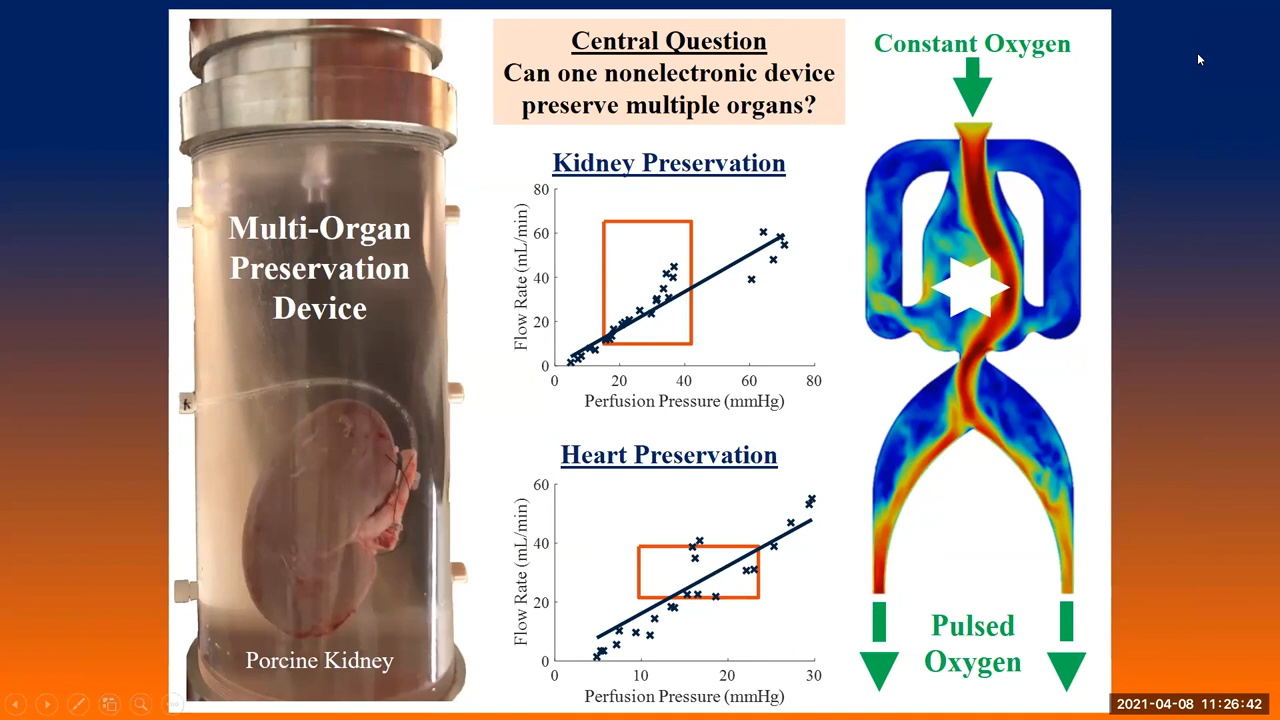 Multi-Organ
Preservation
Device
Porcine Kidney
Central Question
Can one nonelectronic device
preserve multiple organs?
Kidney Preservation
80
60
40
20
0
Flow Rate (mL/min)
0 20 40 60 80
Perfusion Pressure (mmHg)
Heart Preservation
60
40
20
0
Flow Rate (mL/min)
0 10 20 30
Perfusion Pressure (mmHg)
Constant Oxygen
Pulsed
Oxygen
2021-04-08 11:26:42